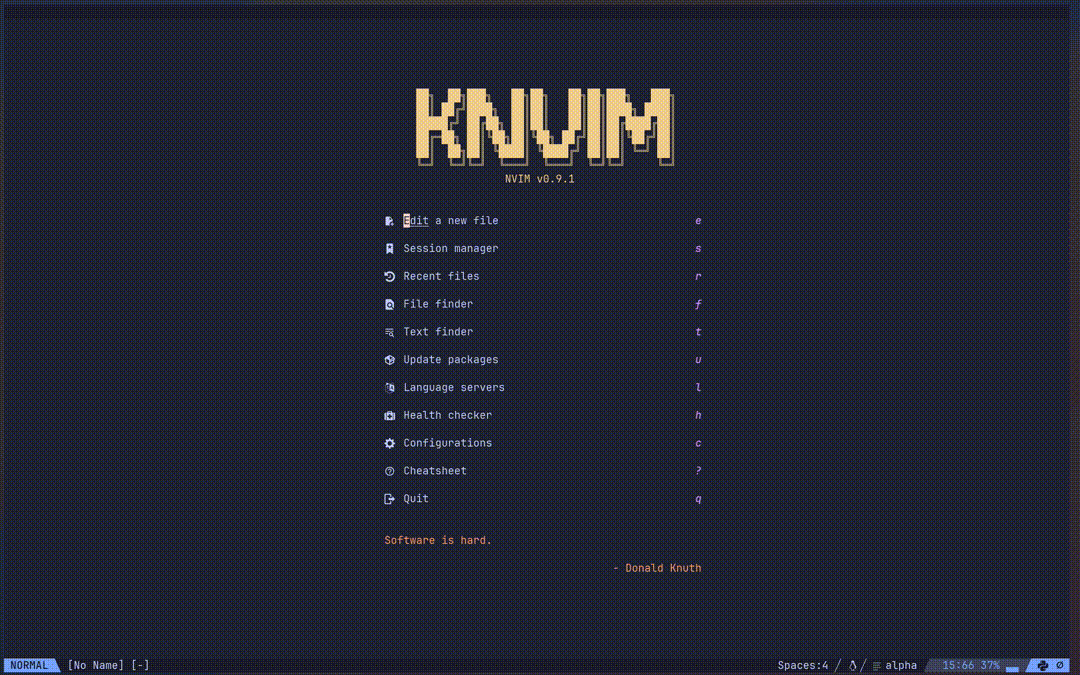 KNVIM
NVIM v0.9.1
Edit a new file e
Session manager s
Recent files r
File finder f
Text finder t
Update packages u
Language servers l
Health checker h
Configurations c
Cheatsheet ?
Quit q
Software is hard.
- Donald Knuth
NORMAL [No Name] [-] Spaces:4 / / alpha 15:66 37% Ø